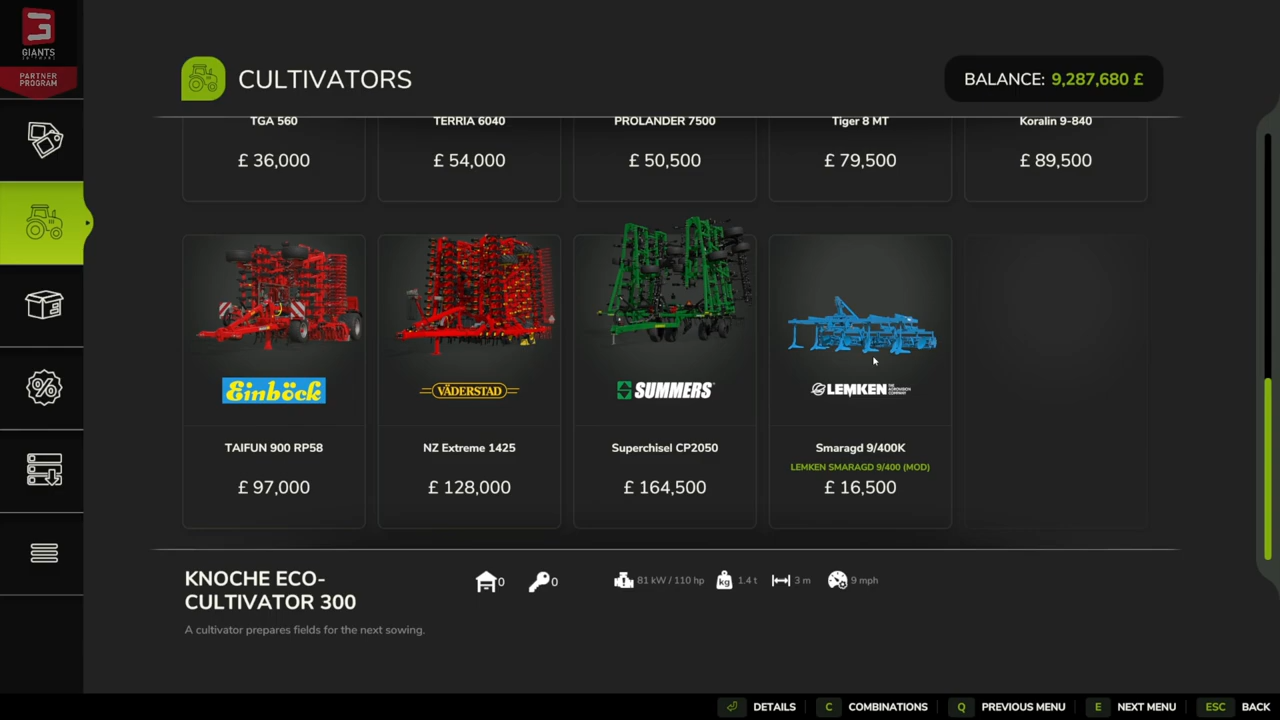 GIANTS
PARTNER
PROGRAM
CULTIVATORS
BALANCE: 9,287,680 £
TGA 560
£ 36,000
TERRIA 6040
£ 54,000
PROLANDER 7500
£ 50,500
Tiger 8 MT
£ 79,500
Koralin 9-840
£ 89,500
Einböck
TAIFUN 900 RP58
£ 97,000
VÄDERSTAD
NZ Extreme 1425
£ 128,000
SUMMERS
Superchisel CP2050
£ 164,500
LEMKEN THE AGROVISION COMPANY
Smaragd 9/400K
LEMKEN SMARAGD 9/400 (MOD)
£ 16,500
KNOCHE ECO-
CULTIVATOR 300
0 0 81 kW / 110 hp kg 1.4 t 3 m 9 mph
A cultivator prepares fields for the next sowing.
DETAILS C COMBINATIONS Q PREVIOUS MENU E NEXT MENU ESC BACK